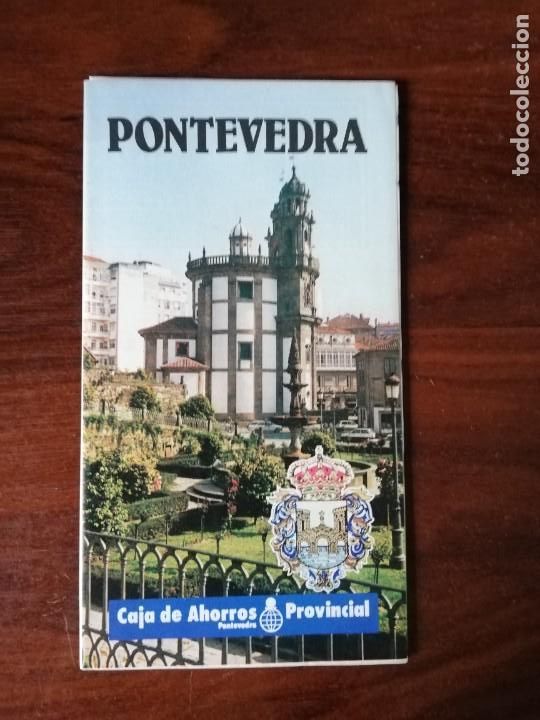 PONTEVEDRA
Caja de Ahorros Provincial
Pontevedra
todocoleccion